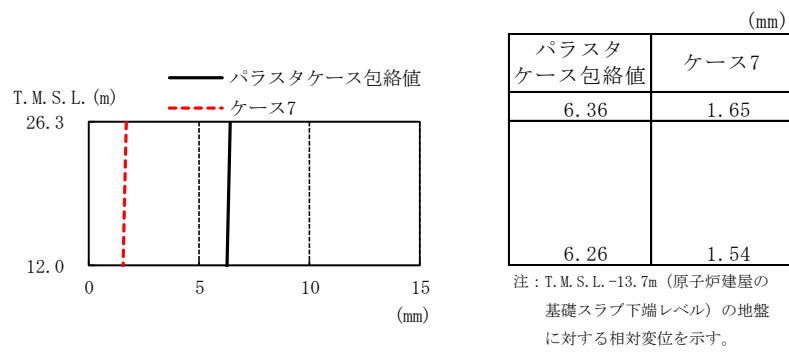 パラスタケース包絡値
ケース7
T.M.S.L.(m)
26.3
12.0
0 5 10 15
(mm)
(mm)
パラスタ
ケース包絡値
ケース7
6.36 1.65
6.26 1.54
注：T.M.S.L.-13.7m（原子炉建屋の
基礎スラブ下端レベル）の地盤
に対する相対変位を示す。